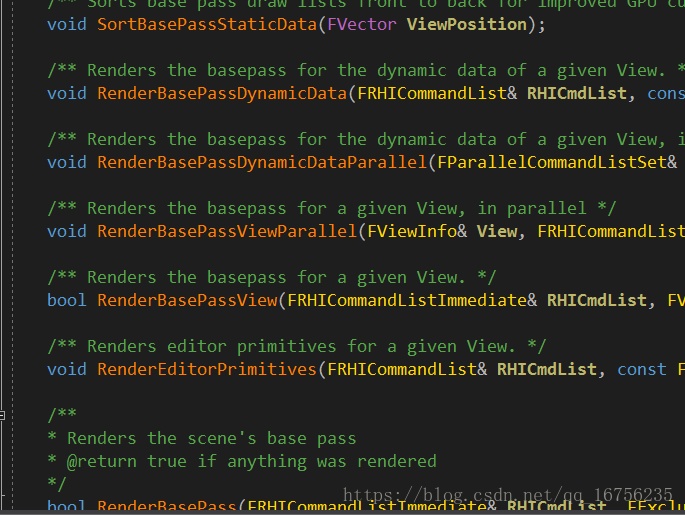 /** Sorts base pass draw lists front to back for improved GPU cu
void SortBasePassStaticData(FVector ViewPosition);
/** Renders the basepass for the dynamic data of a given View. *
void RenderBasePassDynamicData(FRHICommandList& RHICmdList, cons
/** Renders the basepass for the dynamic data of a given View, i
void RenderBasePassDynamicDataParallel(FParallelCommandListSet&
/** Renders the basepass for a given View, in parallel */
void RenderBasePassViewParallel(FViewInfo& View, FRHICommandList
/** Renders the basepass for a given View. */
bool RenderBasePassView(FRHICommandListImmediate& RHICmdList, FV
/** Renders editor primitives for a given View. */
void RenderEditorPrimitives(FRHICommandList& RHICmdList, const F
/**
* Renders the scene's base pass
* @return true if anything was rendered
*/
https://blog.csdn.net/qq_16756235
bool RenderBasePass(FRHICommandListImmediate& RHICmdList, FExclu